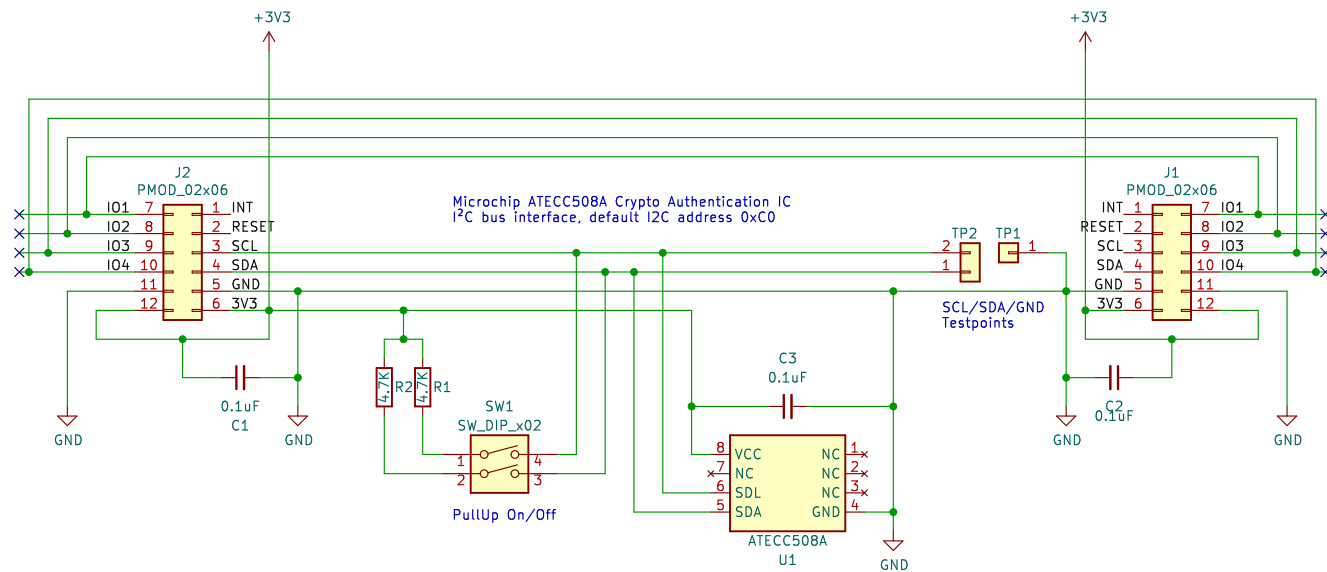 +3V3
+3V3
J2
PMOD_02x06
IO1 7 1 INT
IO2 8 2 RESET
IO3 9 3 SCL
IO4 10 4 SDA
11 5 GND
12 6 3V3
Microchip ATECC508A Crypto Authentication IC
I²C bus interface, default I2C address 0xC0
TP2
2
1
TP1
1
SCL/SDA/GND
Testpoints
J1
PMOD_02x06
INT 1 7 IO1
RESET 2 8 IO2
SCL 3 9 IO3
SDA 4 10 IO4
GND 5 11
3V3 6 12
0.1uF
C1
GND
GND
4.7K R2
4.7K R1
SW1
SW_DIP_x02
1 4
2 3
PullUp On/Off
C3
0.1uF
8 VCC NC 1
7 NC NC 2
6 SDL NC 3
5 SDA GND 4
ATECC508A
U1
GND
C2
0.1uF
GND
GND